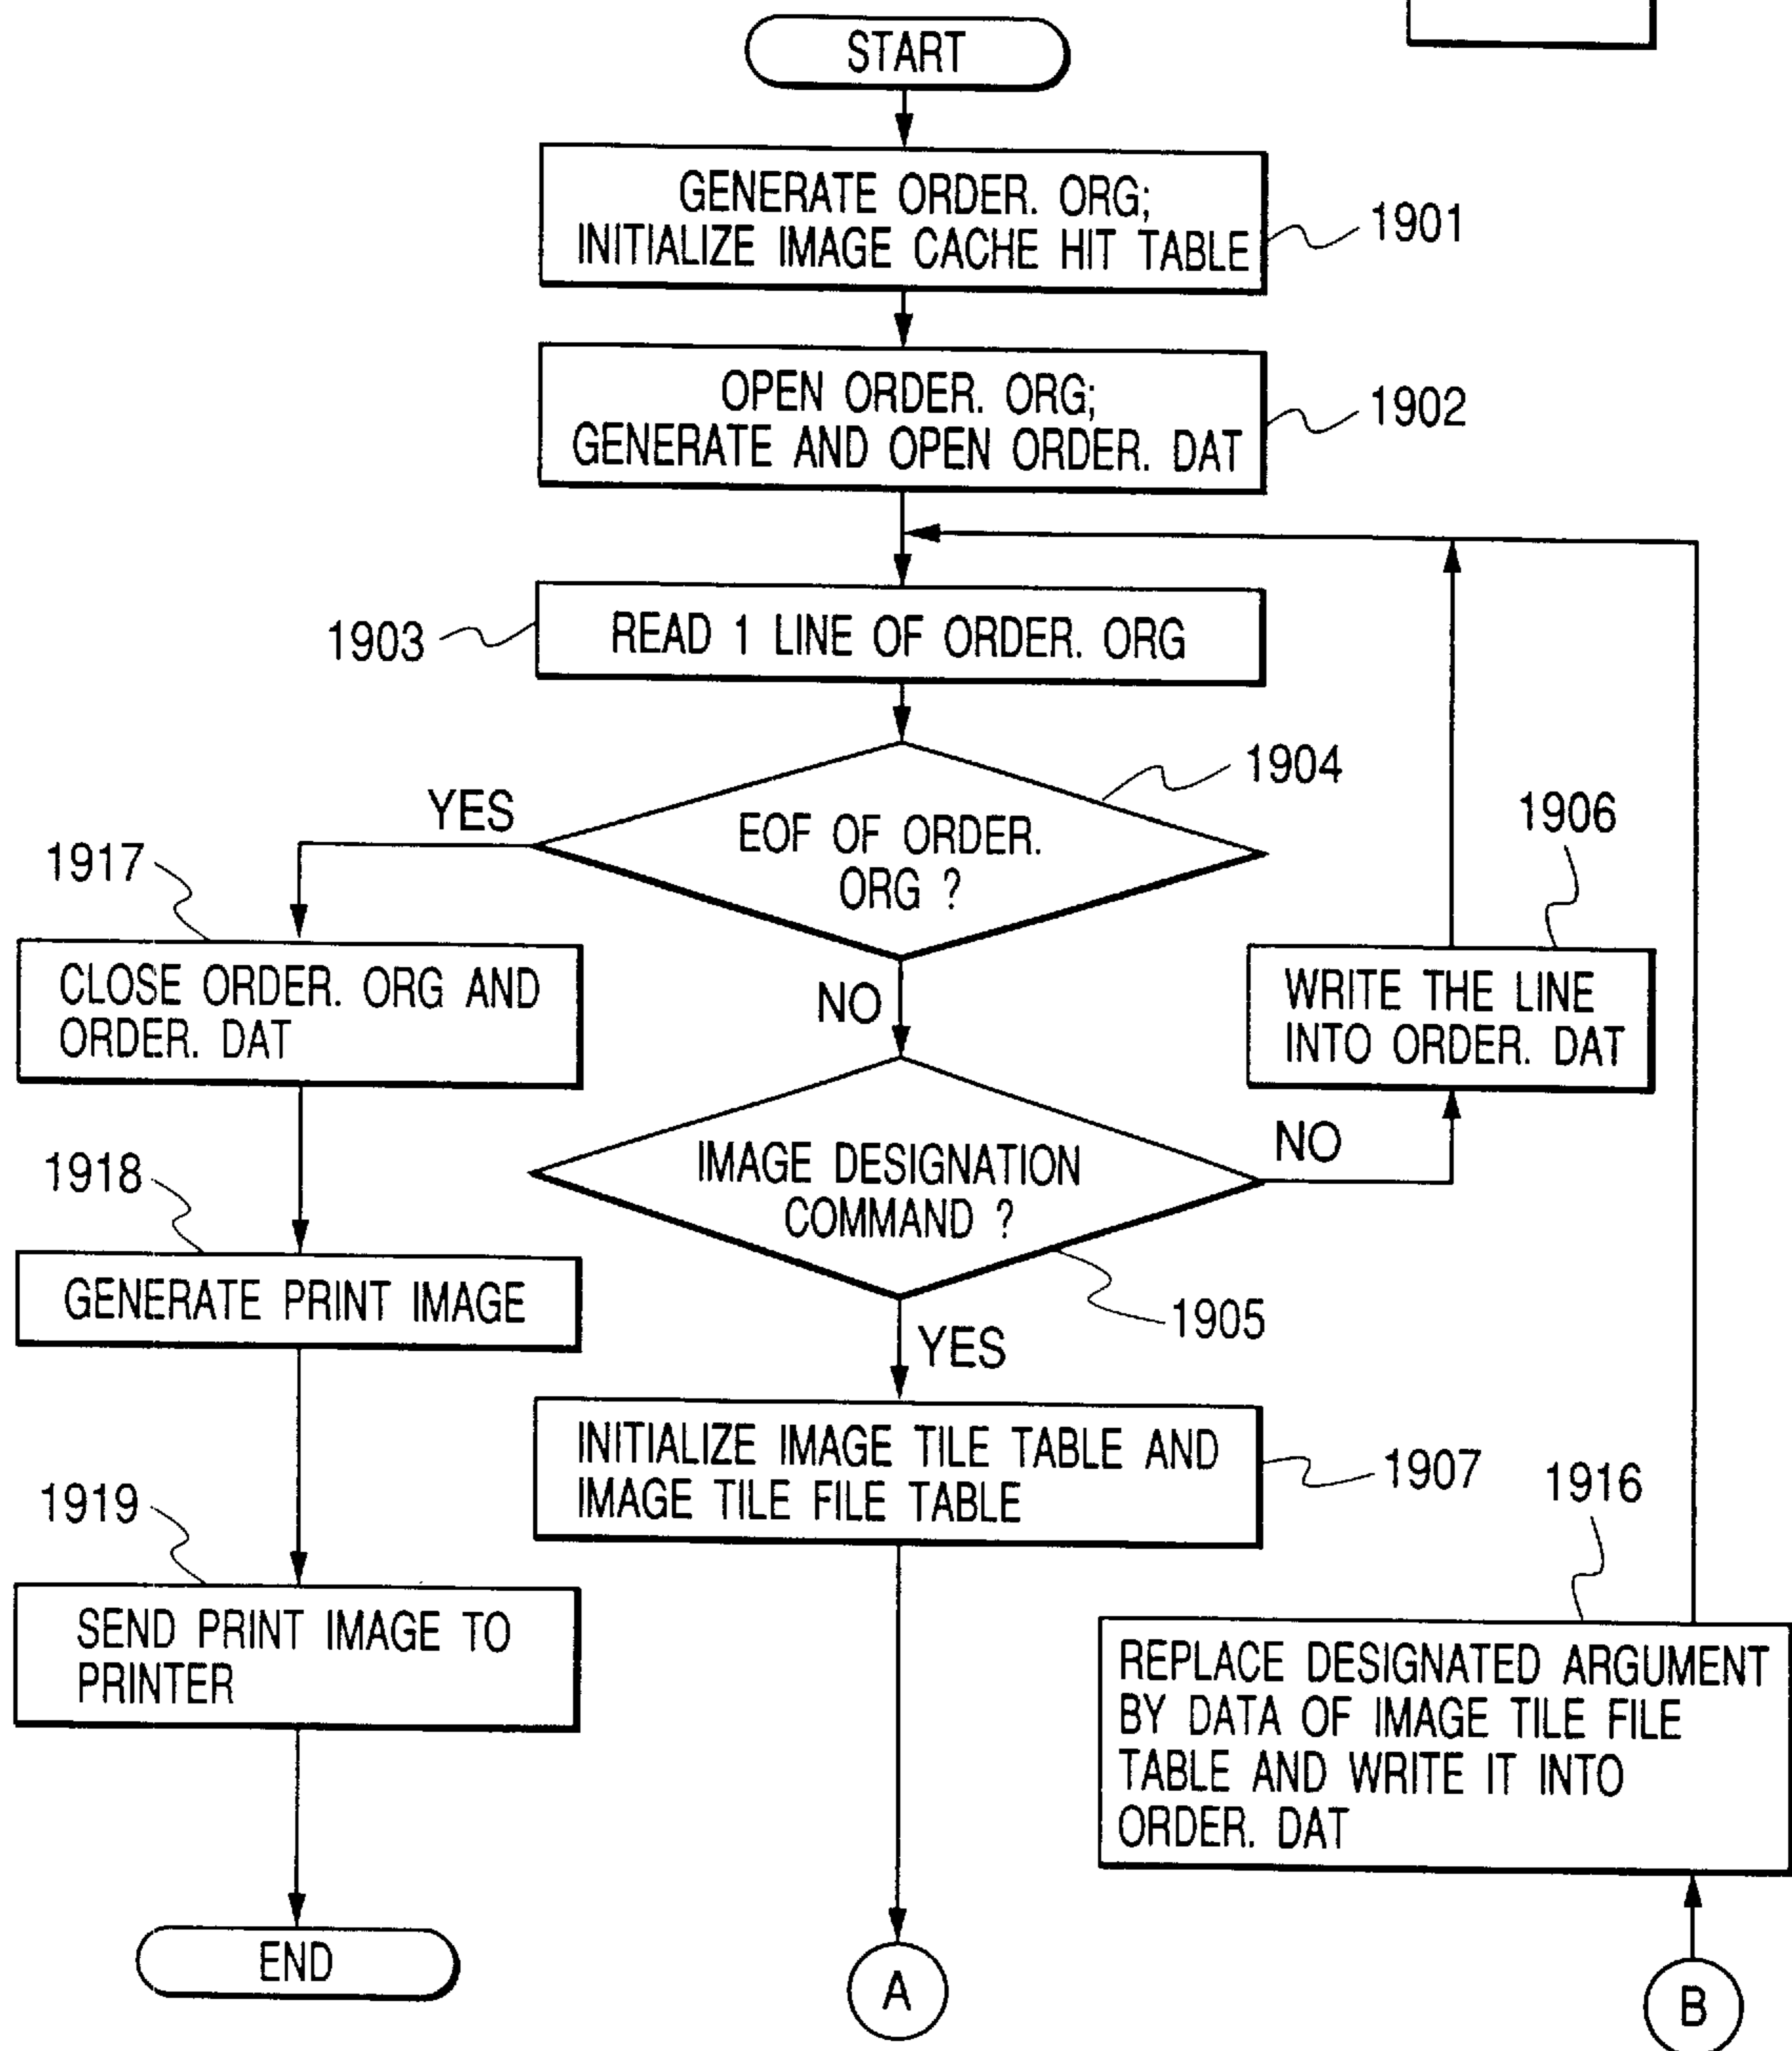 START
GENERATE ORDER. ORG;
INITIALIZE IMAGE CACHE HIT TABLE
1901
OPEN ORDER. ORG;
GENERATE AND OPEN ORDER. DAT
1902
1903
READ 1 LINE OF ORDER. ORG
1904
EOF OF ORDER.
ORG ?
YES
NO
1917
CLOSE ORDER. ORG AND
ORDER. DAT
1906
WRITE THE LINE
INTO ORDER. DAT
IMAGE DESIGNATION
COMMAND ?
NO
1905
YES
1918
GENERATE PRINT IMAGE
INITIALIZE IMAGE TILE TABLE AND
IMAGE TILE FILE TABLE
1907
1919
SEND PRINT IMAGE TO
PRINTER
1916
REPLACE DESIGNATED ARGUMENT
BY DATA OF IMAGE TILE FILE
TABLE AND WRITE IT INTO
ORDER. DAT
END
A
B